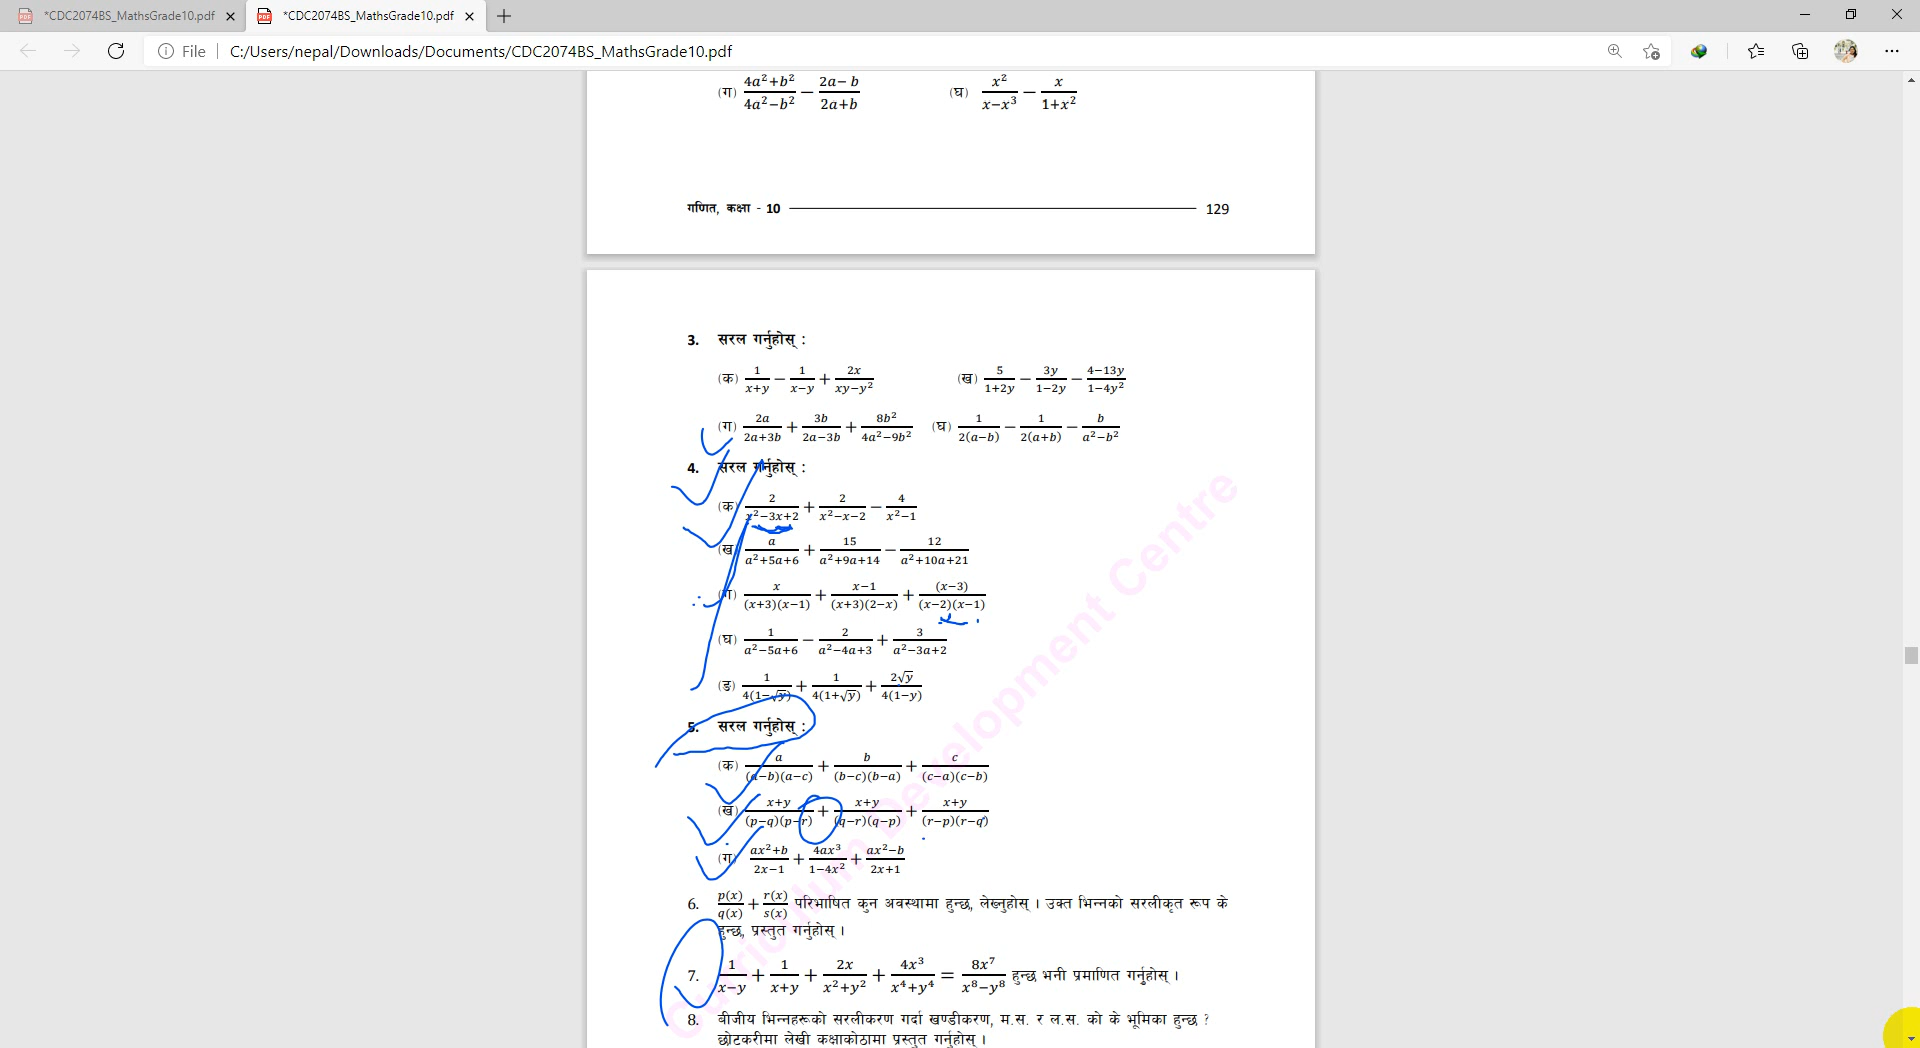 *CDC2074BS_MathsGrade10.pdf
*CDC2074BS_MathsGrade10.pdf
File C:/Users/nepal/Downloads/Documents/CDC2074BS_MathsGrade10.pdf
(ग) (4a²+b²)/(4a²−b²) − (2a−b)/(2a+b) (घ) x²/(x−x³) − x/(1+x²)
गणित, कक्षा - 10 129
3. सरल गर्नुहोस् :
(क) 1/(x+y) − 1/(x−y) + 2x/(xy−y²) (ख) 5/(1+2y) − 3y/(1−2y) − (4−13y)/(1−4y²)
(ग) 2a/(2a+3b) + 3b/(2a−3b) + 8b²/(4a²−9b²) (घ) 1/(2(a−b)) − 1/(2(a+b)) − b/(a²−b²)
4. सरल गर्नुहोस् :
(क) 2/(x²−3x+2) + 2/(x²−x−2) − 4/(x²−1)
(ख) a/(a²+5a+6) + 15/(a²+9a+14) − 12/(a²+10a+21)
(ग) x/((x+3)(x−1)) + (x−1)/((x+3)(2−x)) + (x−3)/((x−2)(x−1))
(घ) 1/(a²−5a+6) − 2/(a²−4a+3) + 3/(a²−3a+2)
(ङ) 1/(4(1−√y)) + 1/(4(1+√y)) + 2√y/(4(1−y))
5. सरल गर्नुहोस् :
(क) a/((a−b)(a−c)) + b/((b−c)(b−a)) + c/((c−a)(c−b))
(ख) (x+y)/((p−q)(p−r)) + (x+y)/((q−r)(q−p)) + (x+y)/((r−p)(r−q))
(ग) (ax²+b)/(2x−1) + 4ax³/(1−4x²) + (ax²−b)/(2x+1)
6. p(x)/q(x) + r(x)/s(x) परिभाषित कुन अवस्थामा हुन्छ, लेख्नुहोस् । उक्त भिन्नको सरलीकृत रूप के
हुन्छ, प्रस्तुत गर्नुहोस् ।
7. 1/(x−y) + 1/(x+y) + 2x/(x²+y²) + 4x³/(x⁴+y⁴) = 8x⁷/(x⁸−y⁸) हुन्छ भनी प्रमाणित गर्नुहोस् ।
8. बीजीय भिन्नहरूको सरलीकरण गर्दा खण्डीकरण, म.स. र ल.स. को के भूमिका हुन्छ ?
छोटकरीमा लेखी कक्षाकोठामा प्रस्तुत गर्नुहोस् ।
Curriculum Development Centre